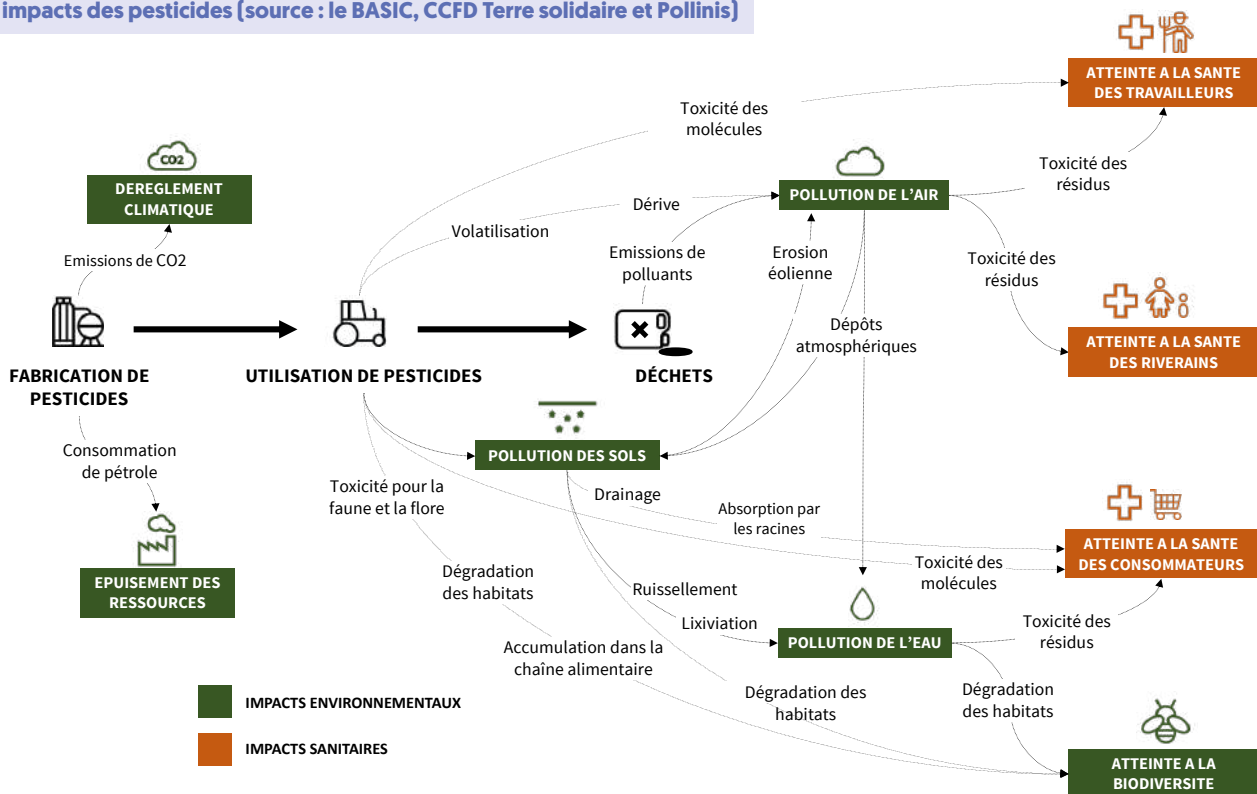 impacts des pesticides (source : le BASIC, CCFD Terre solidaire et Pollinis)
ATTEINTE A LA SANTE
DES TRAVAILLEURS
Toxicité des
molécules
CO2
DEREGLEMENT
CLIMATIQUE
Toxicité des
résidus
POLLUTION DE L'AIR
Dérive
Volatilisation
Emissions de CO2
Emissions de
polluants
Erosion
éolienne
Toxicité des
résidus
Dépôts
atmosphériques
ATTEINTE A LA SANTE
DES RIVERAINS
FABRICATION DE
PESTICIDES
UTILISATION DE PESTICIDES
DÉCHETS
Consommation
de pétrole
POLLUTION DES SOLS
Toxicité pour la
faune et la flore
Drainage
Absorption par
les racines
ATTEINTE A LA SANTE
DES CONSOMMATEURS
Toxicité des
molécules
EPUISEMENT DES
RESSOURCES
Dégradation
des habitats
Ruissellement
Lixiviation
Toxicité des
résidus
POLLUTION DE L'EAU
Accumulation dans la
chaîne alimentaire
Dégradation des
habitats
Dégradation
des habitats
IMPACTS ENVIRONNEMENTAUX
IMPACTS SANITAIRES
ATTEINTE A LA
BIODIVERSITE